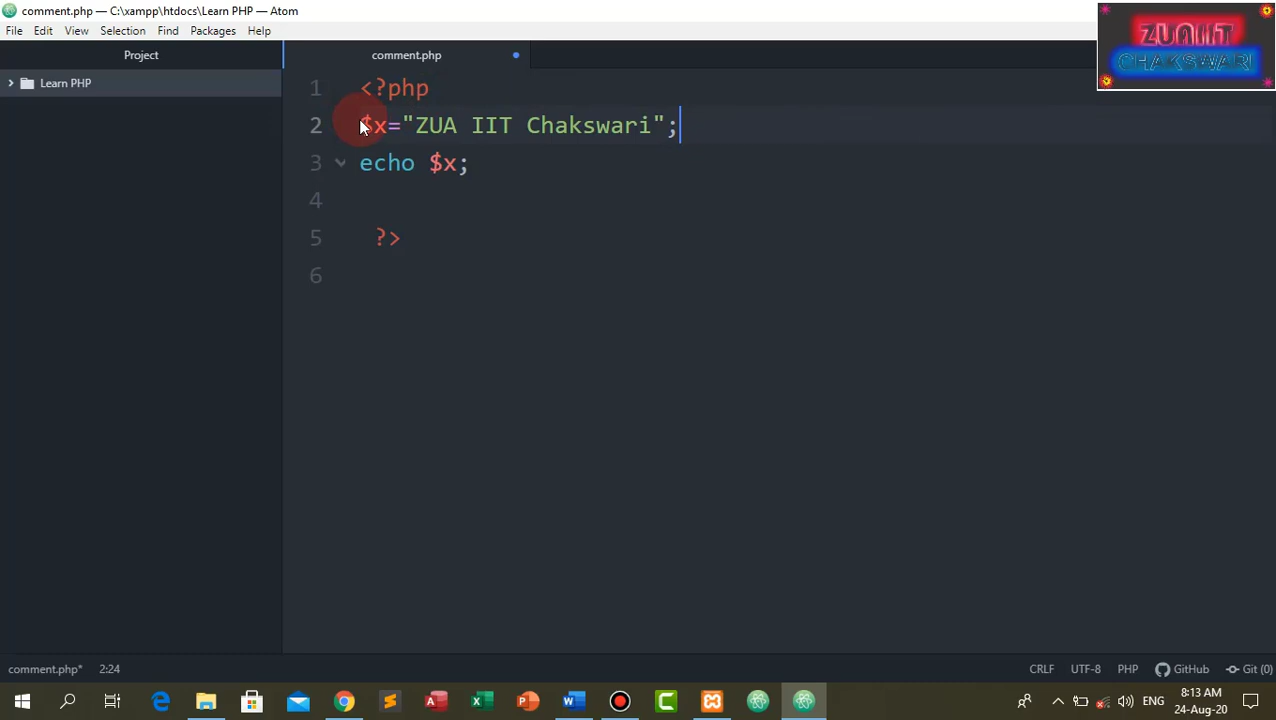 comment.php — C:\xampp\htdocs\Learn PHP — Atom
File Edit View Selection Find Packages Help
ZUAIIT
CHAKSWARI
Project
comment.php
Learn PHP
1 <?php
2 $x="ZUA IIT Chakswari";
3 echo $x;
4
5 ?>
6
comment.php* 2:24 CRLF UTF-8 PHP GitHub Git (0)
ENG
8:13 AM
24-Aug-20